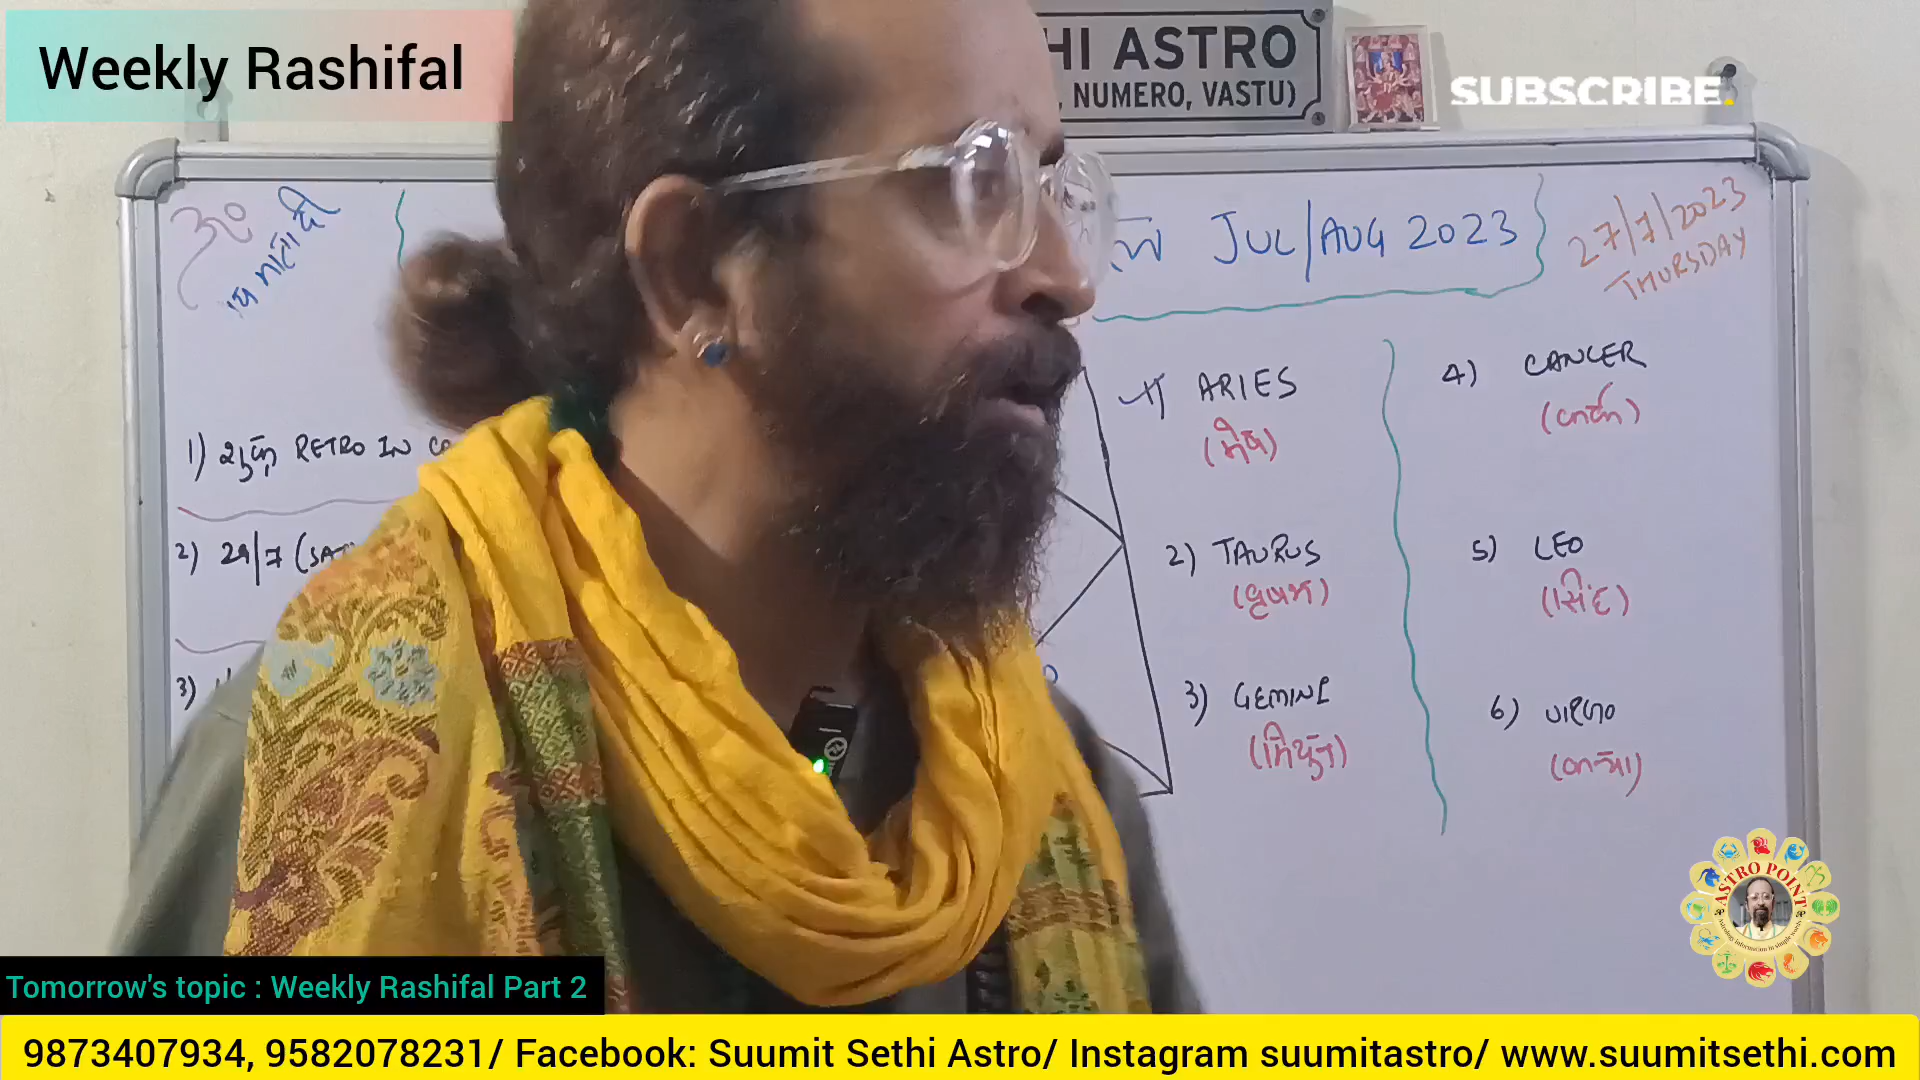 Weekly Rashifal
HI ASTRO
, NUMERO, VASTU)
SUBSCRIBE.
ॐ
JUL/AUG 2023
27/7/2023
THURSDAY
1) शुक्र RETRO IN
2) 29/7 (SAT
3)
1) ARIES
(मेष)
2) TAURUS
(वृषभ)
3) GEMINI
(मिथुन)
4) CANCER
(कर्क)
5) LEO
(सिंह)
6) VIRGO
(कन्या)
ASTRO POINT
Tomorrow's topic : Weekly Rashifal Part 2
9873407934, 9582078231/ Facebook: Suumit Sethi Astro/ Instagram suumitastro/ www.suumitsethi.com